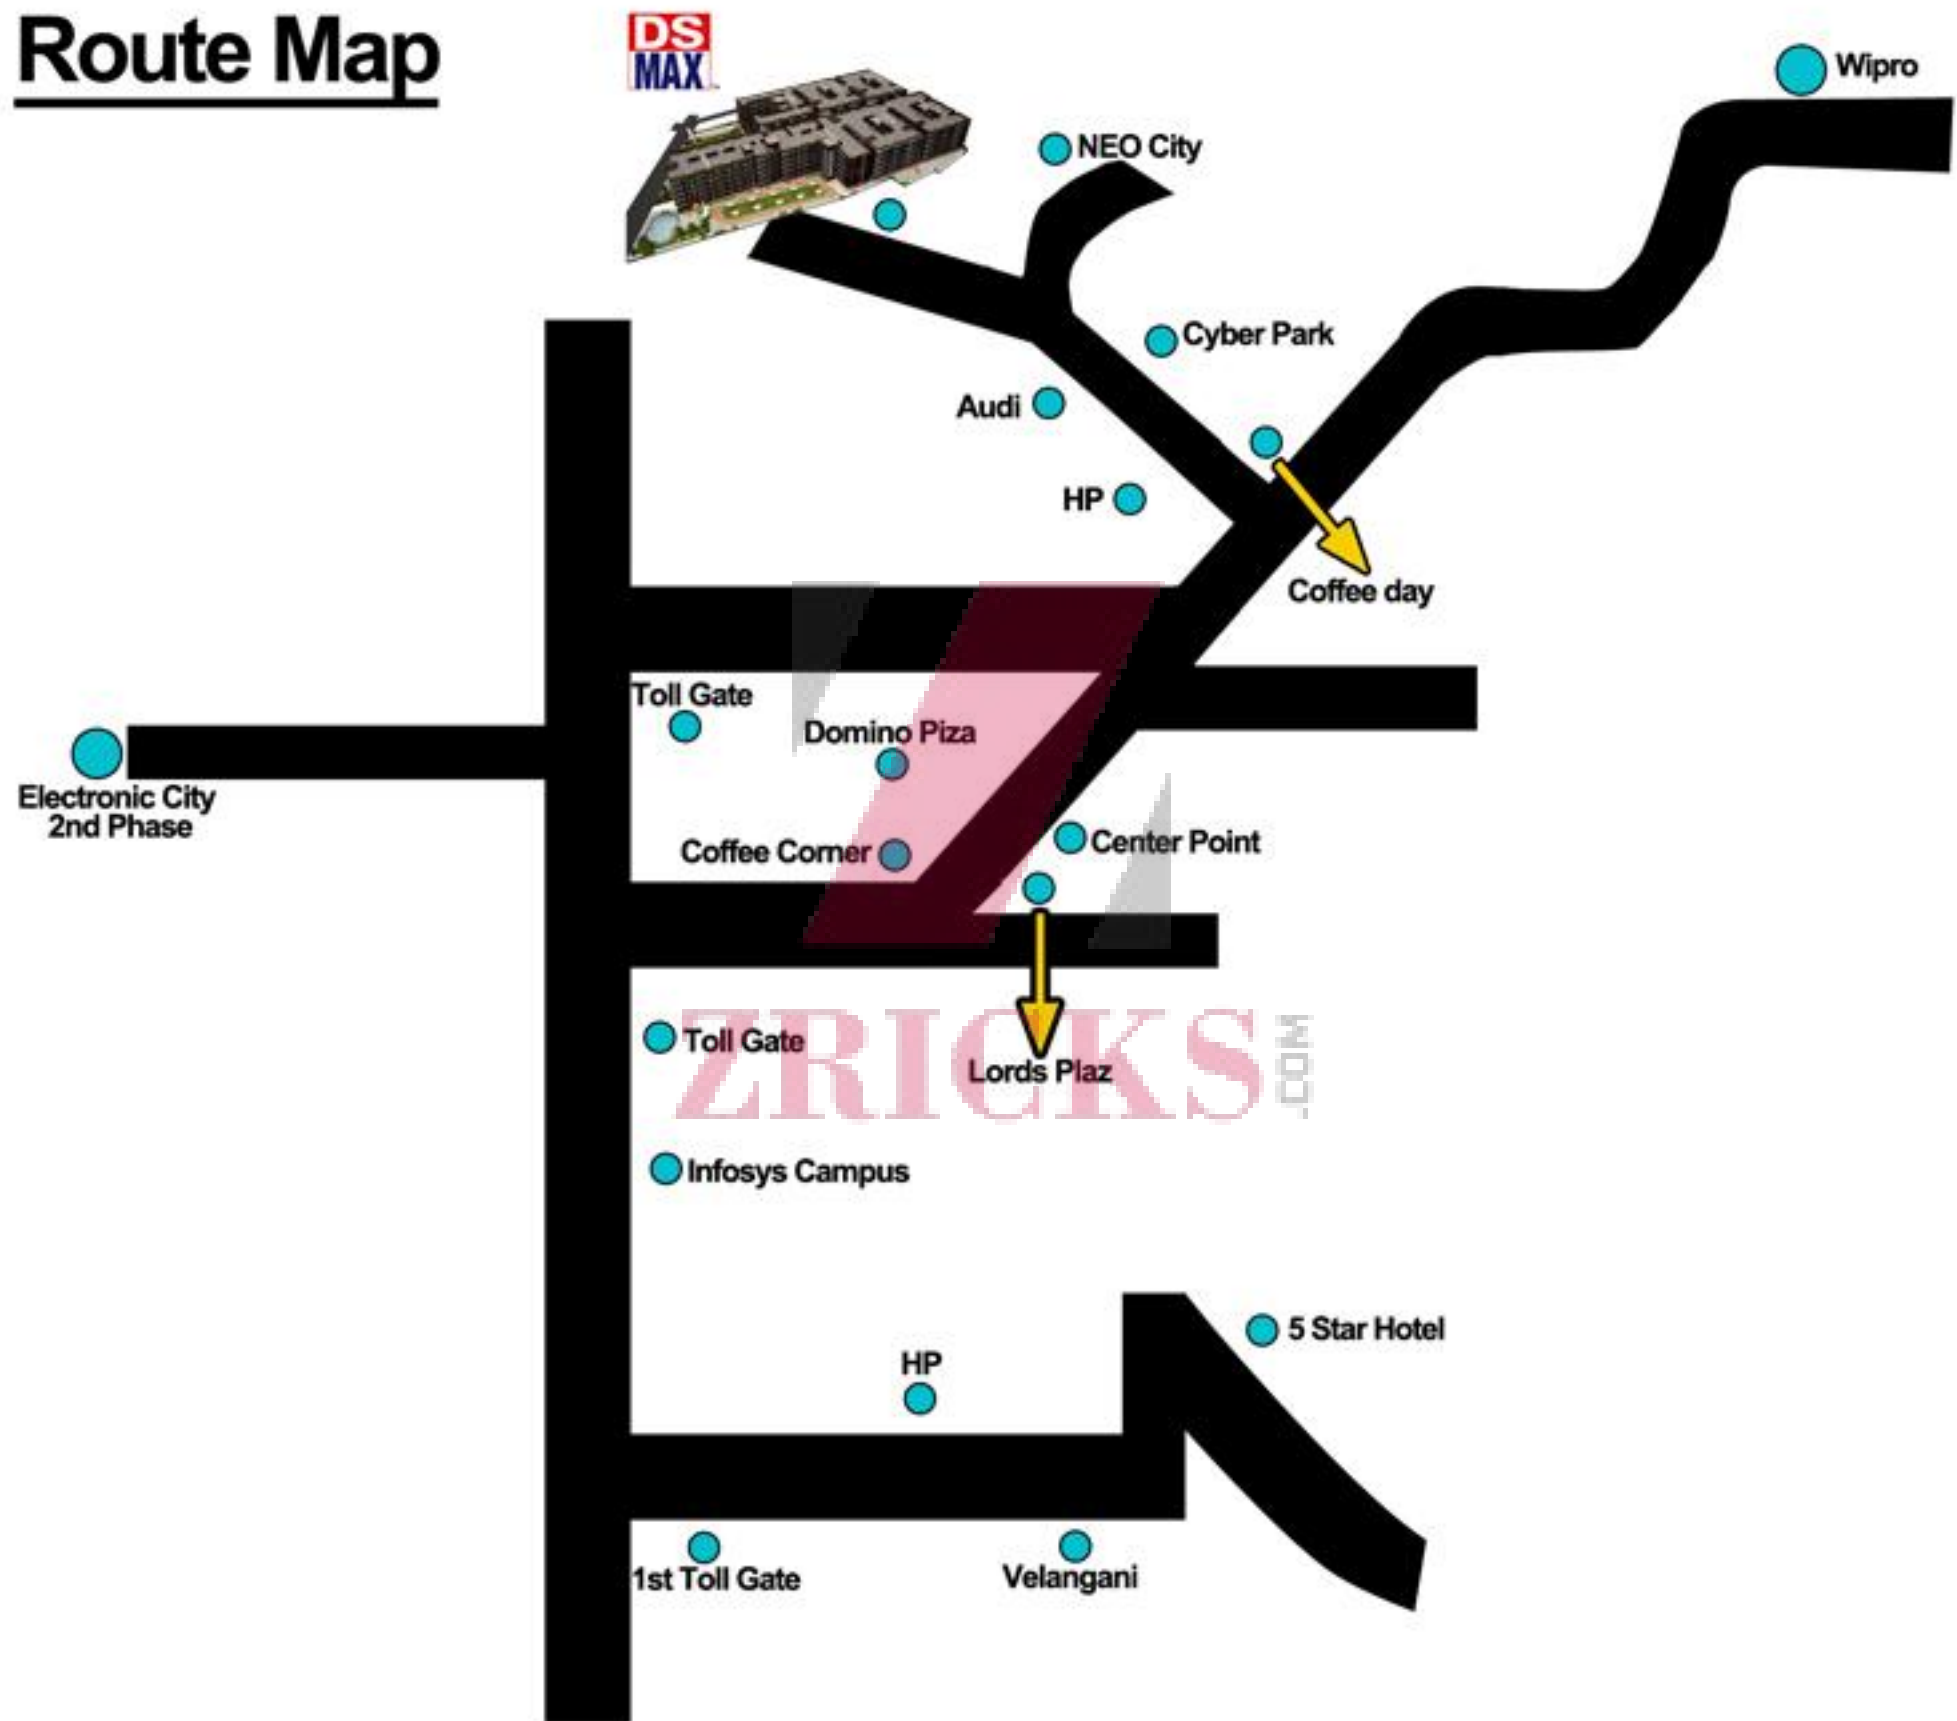 Route Map
DS
MAX
Wipro
NEO City
Cyber Park
Audi
HP
Coffee day
Toll Gate
Domino Piza
Electronic City
2nd Phase
Coffee Corner
Center Point
Toll Gate
Lords Plaz
ZRICKS
.COM
Infosys Campus
5 Star Hotel
HP
1st Toll Gate
Velangani